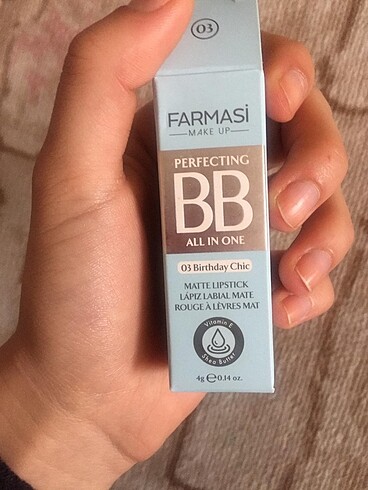 03
FARMASİ
MAKE UP
PERFECTING
BB
ALL IN ONE
03 Birthday Chic
MATTE LIPSTICK
LÁPIZ LABIAL MATE
ROUGE À LÈVRES MAT
Vitamin E
Shea Butter
4g ℮ 0.14 oz.